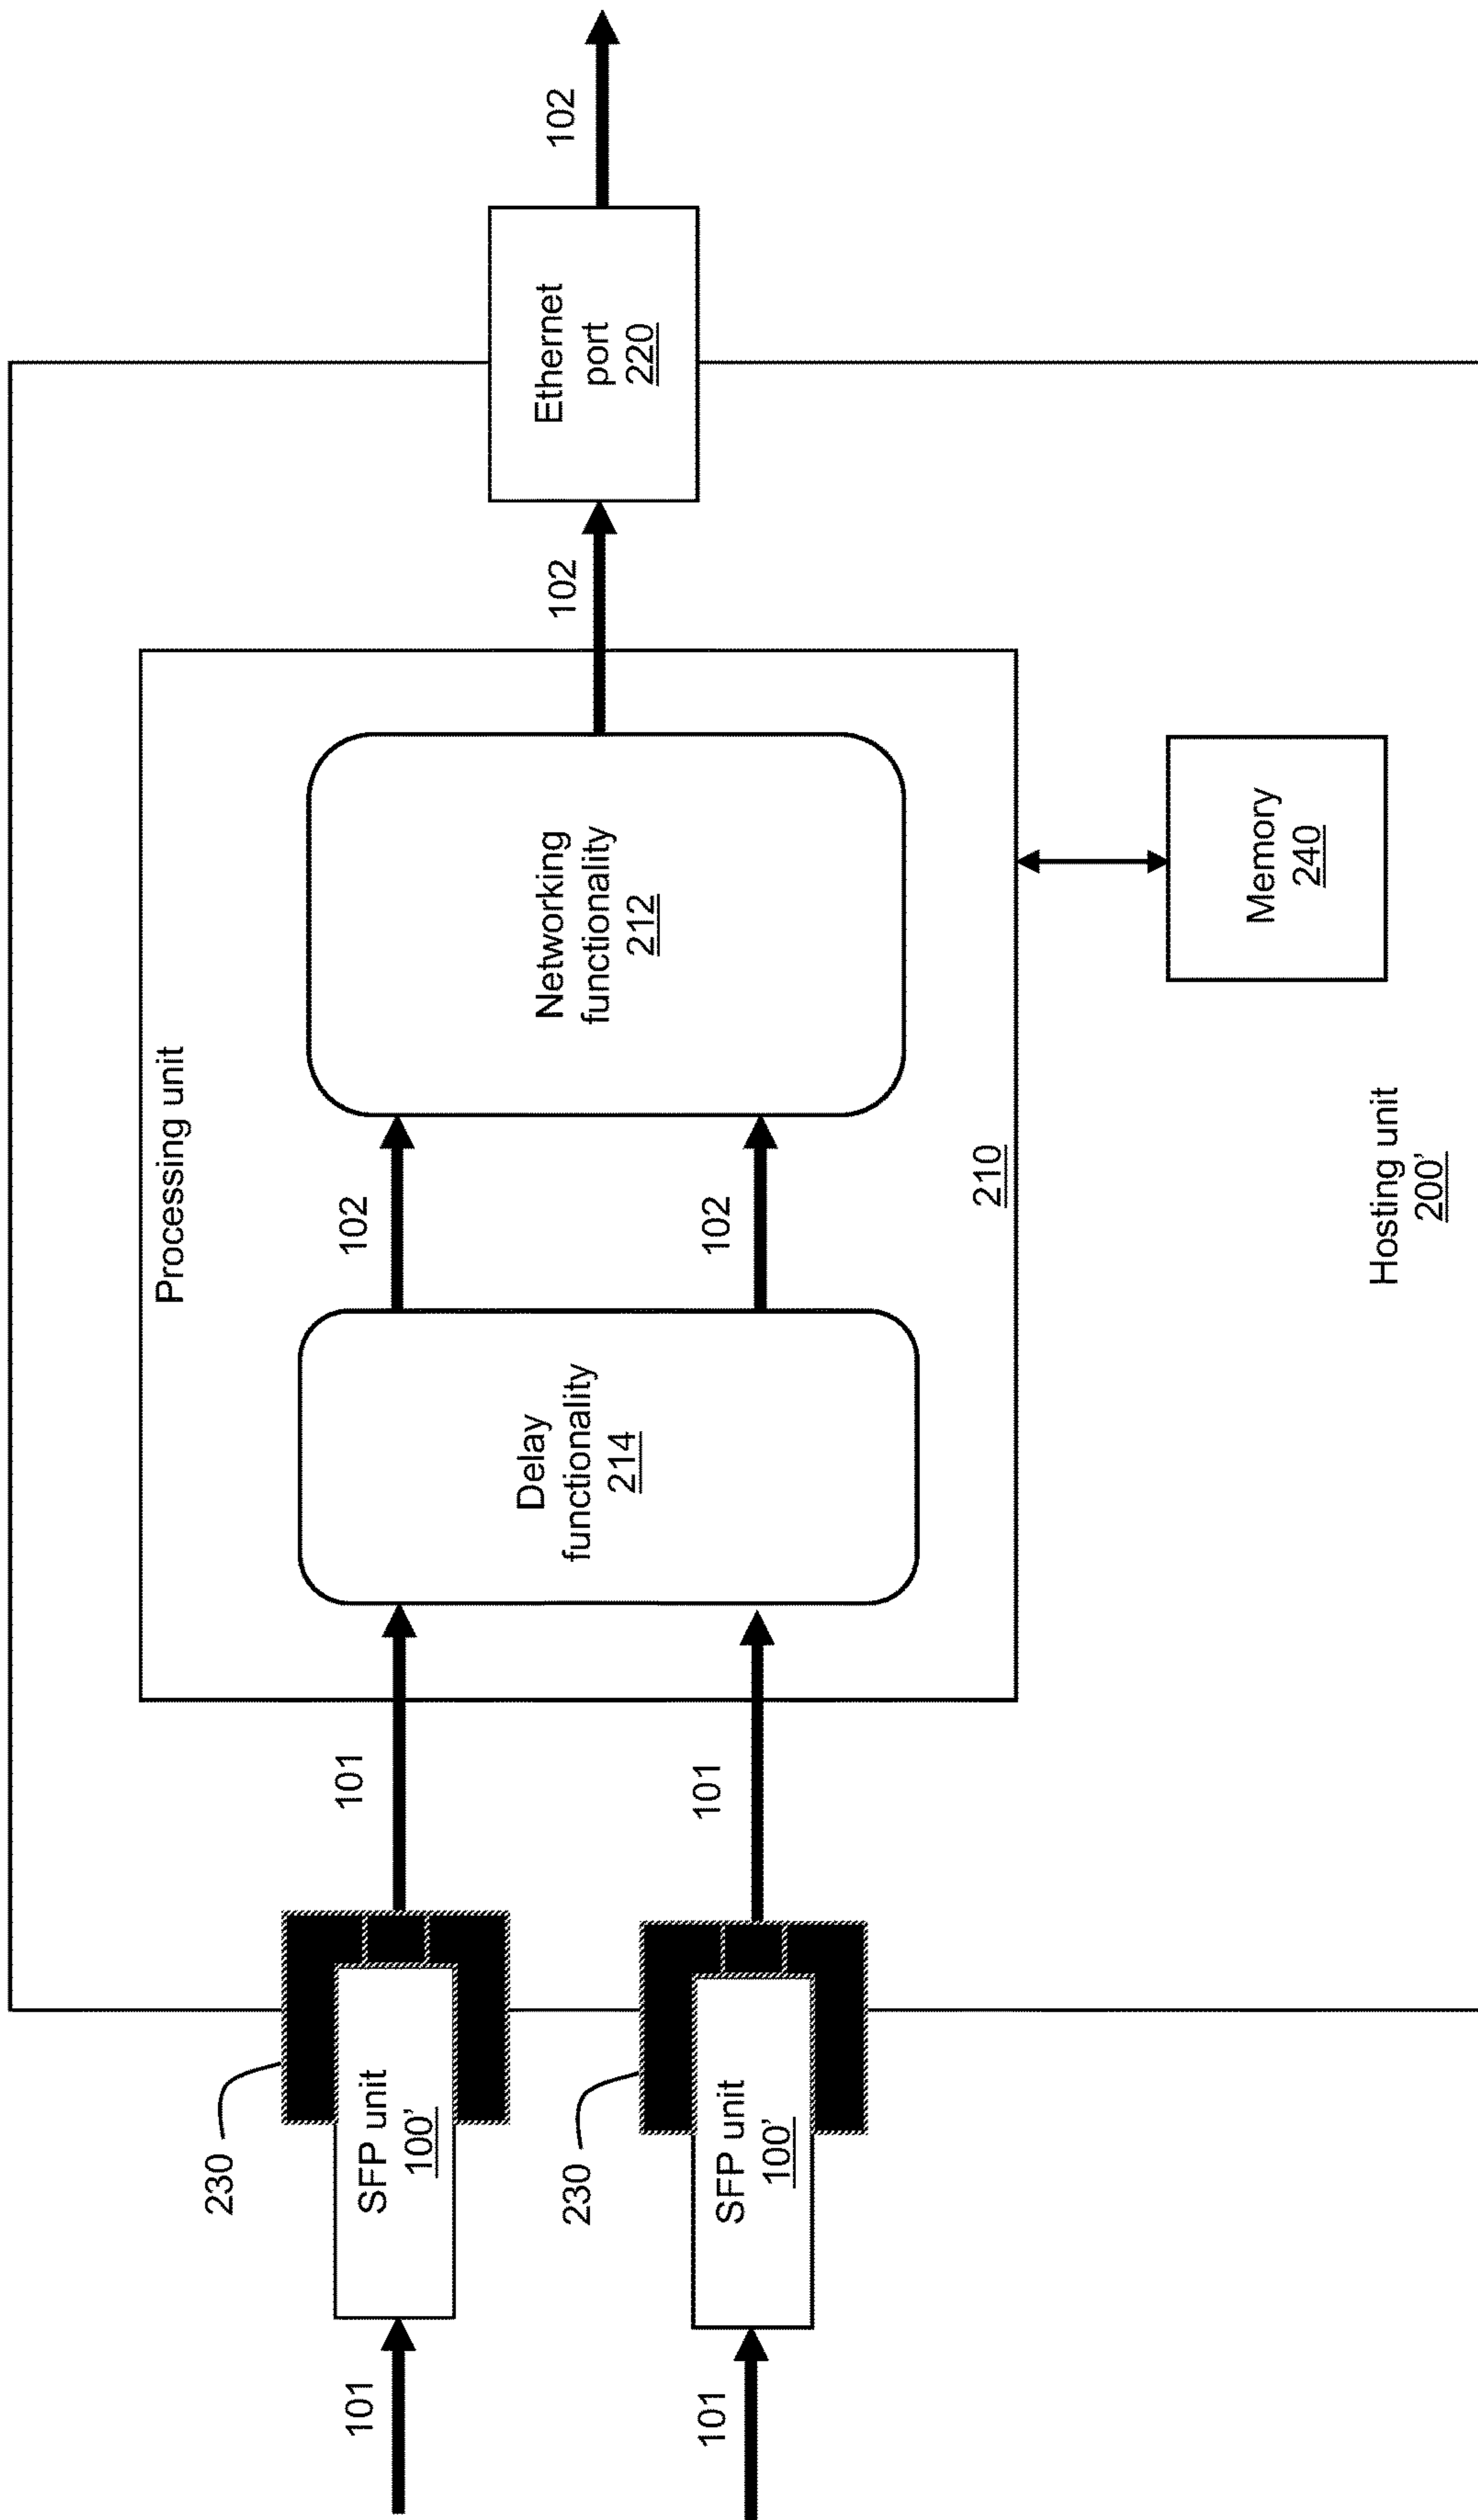 Processing unit
230
101
SFP unit
100’
101
102
230
101
SFP unit
100’
101
102
Delay
functionality
214
Networking
functionality
212
102
Ethernet
port
220
102
210
Memory
240
Hosting unit
200’